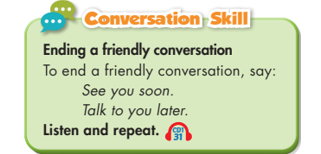 Conversation Skill
Ending a friendly conversation
To end a friendly conversation, say:
See you soon.
Talk to you later.
Listen and repeat. CD1
31